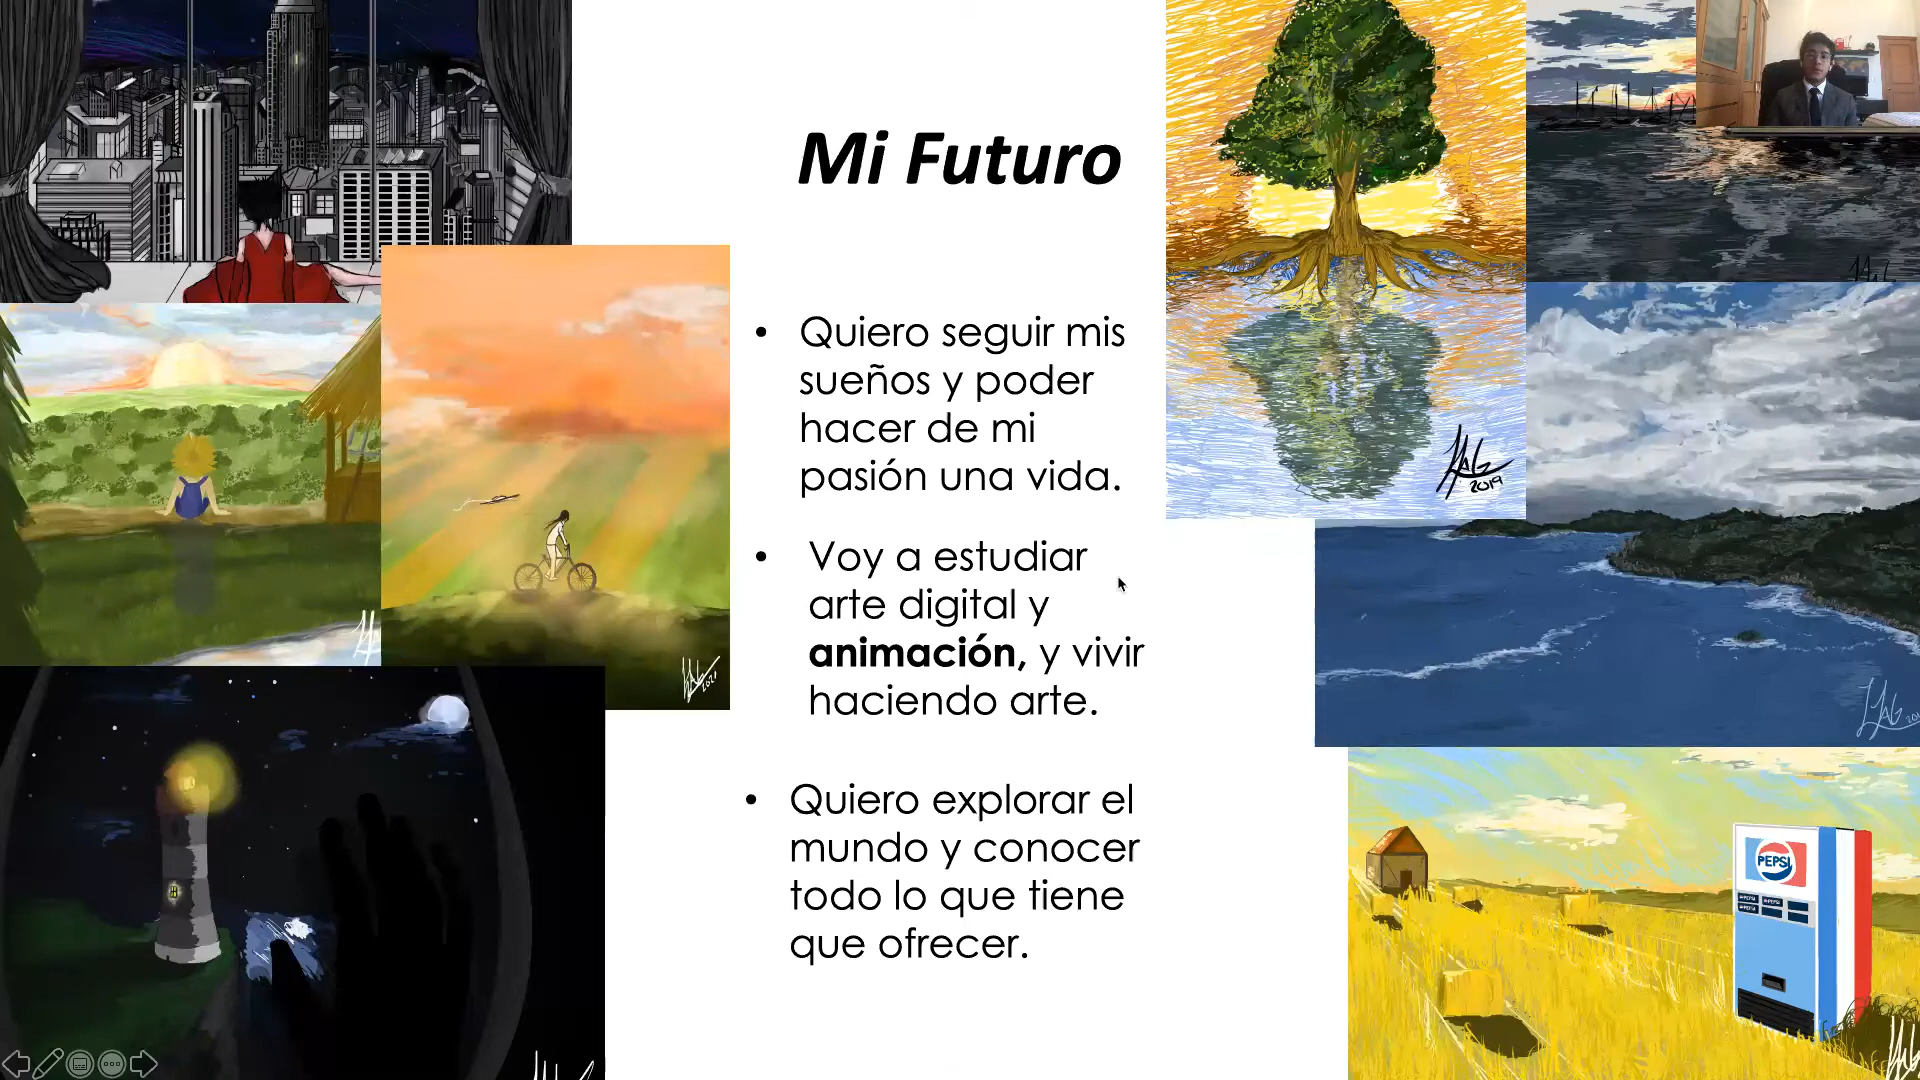 Mi Futuro
• Quiero seguir mis
sueños y poder
hacer de mi
pasión una vida.
• Voy a estudiar
arte digital y
animación, y vivir
haciendo arte.
• Quiero explorar el
mundo y conocer
todo lo que tiene
que ofrecer.
2019
2021
PEPSI